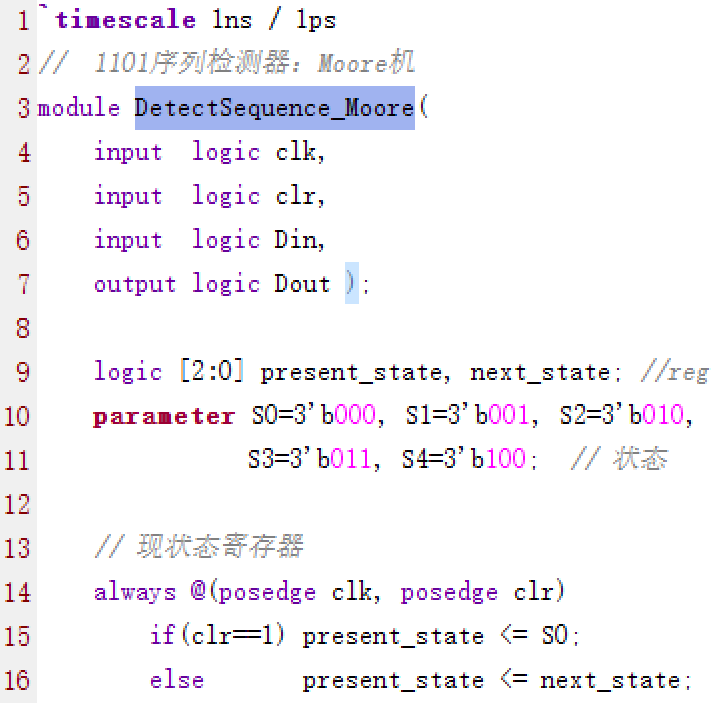 1 `timescale 1ns / 1ps
2 // 1101序列检测器：Moore机
3 module DetectSequence_Moore(
4 input logic clk,
5 input logic clr,
6 input logic Din,
7 output logic Dout );
8
9 logic [2:0] present_state, next_state; //reg
10 parameter S0=3'b000, S1=3'b001, S2=3'b010,
11 S3=3'b011, S4=3'b100; // 状态
12
13 // 现状态寄存器
14 always @(posedge clk, posedge clr)
15 if(clr==1) present_state <= S0;
16 else present_state <= next_state;